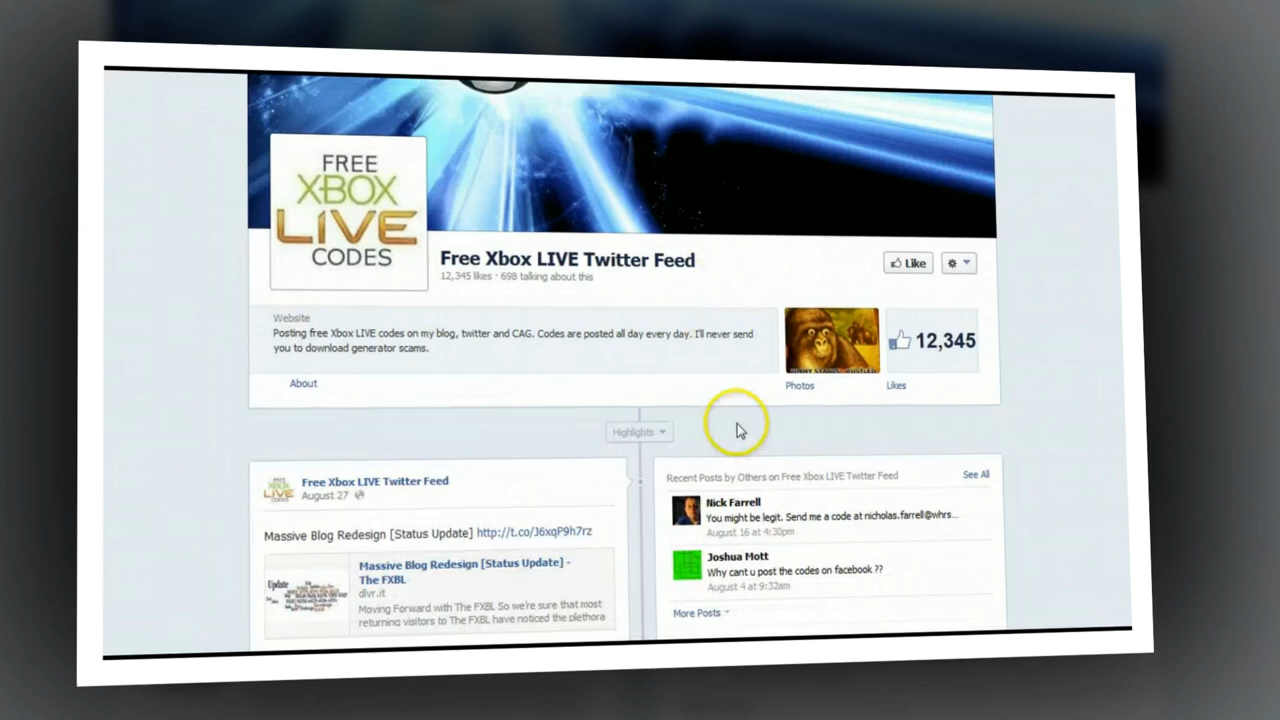 FREE
XBOX
LIVE
CODES
Free Xbox LIVE Twitter Feed
12,345 likes · 698 talking about this
Like
Website
Posting free Xbox LIVE codes on my blog, twitter and CAG. Codes are posted all day every day. I'll never send
you to download generator scams.
About
12,345
Photos
Likes
Highlights
Free Xbox LIVE Twitter Feed
August 27
Massive Blog Redesign [Status Update] http://t.co/J6xqP9h7rz
Update
Massive Blog Redesign [Status Update] -
The FXBL
dlvr.it
Moving Forward with The FXBL So we're sure that most
returning visitors to The FXBL have noticed the plethora
Recent Posts by Others on Free Xbox LIVE Twitter Feed
See All
Nick Farrell
You might be legit. Send me a code at nicholas.farrell@whrs...
August 16 at 4:30pm
Joshua Mott
Why cant u post the codes on facebook ??
August 4 at 9:32am
More Posts